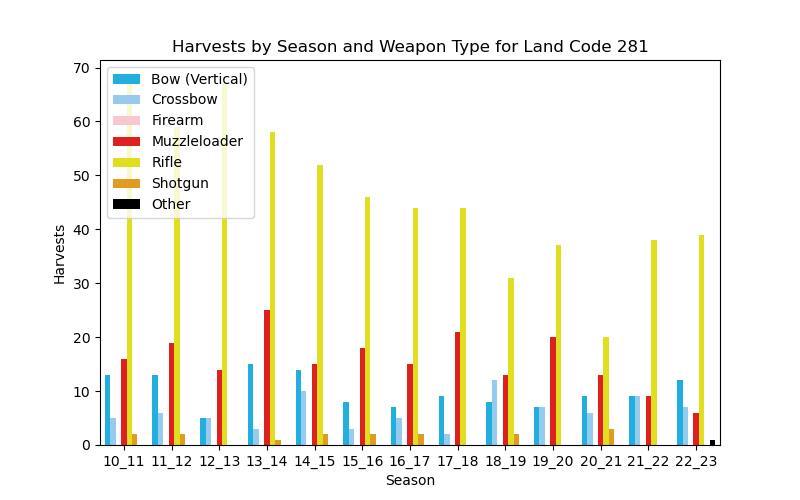 Harvests by Season and Weapon Type for Land Code 281
70
60
50
40
30
20
10
0
Harvests
Bow (Vertical)
Crossbow
Firearm
Muzzleloader
Rifle
Shotgun
Other
10_11 11_12 12_13 13_14 14_15 15_16 16_17 17_18 18_19 19_20 20_21 21_22 22_23
Season